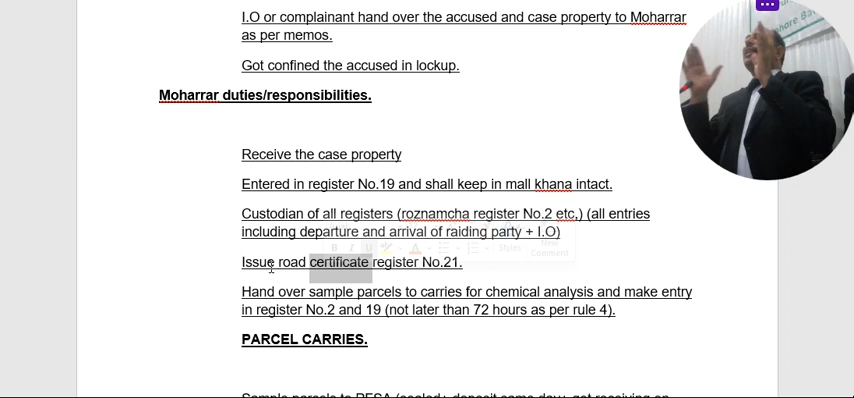 I.O or complainant hand over the accused and case property to Moharrar
as per memos.
Got confined the accused in lockup.
Moharrar duties/responsibilities.
Receive the case property
Entered in register No.19 and shall keep in mall khana intact.
Custodian of all registers (roznamcha register No.2 etc,) (all entries
including departure and arrival of raiding party + I.O)
B I U A Styles New
Comment
Issue road certificate register No.21.
Hand over sample parcels to carries for chemical analysis and make entry
in register No.2 and 19 (not later than 72 hours as per rule 4).
PARCEL CARRIES.